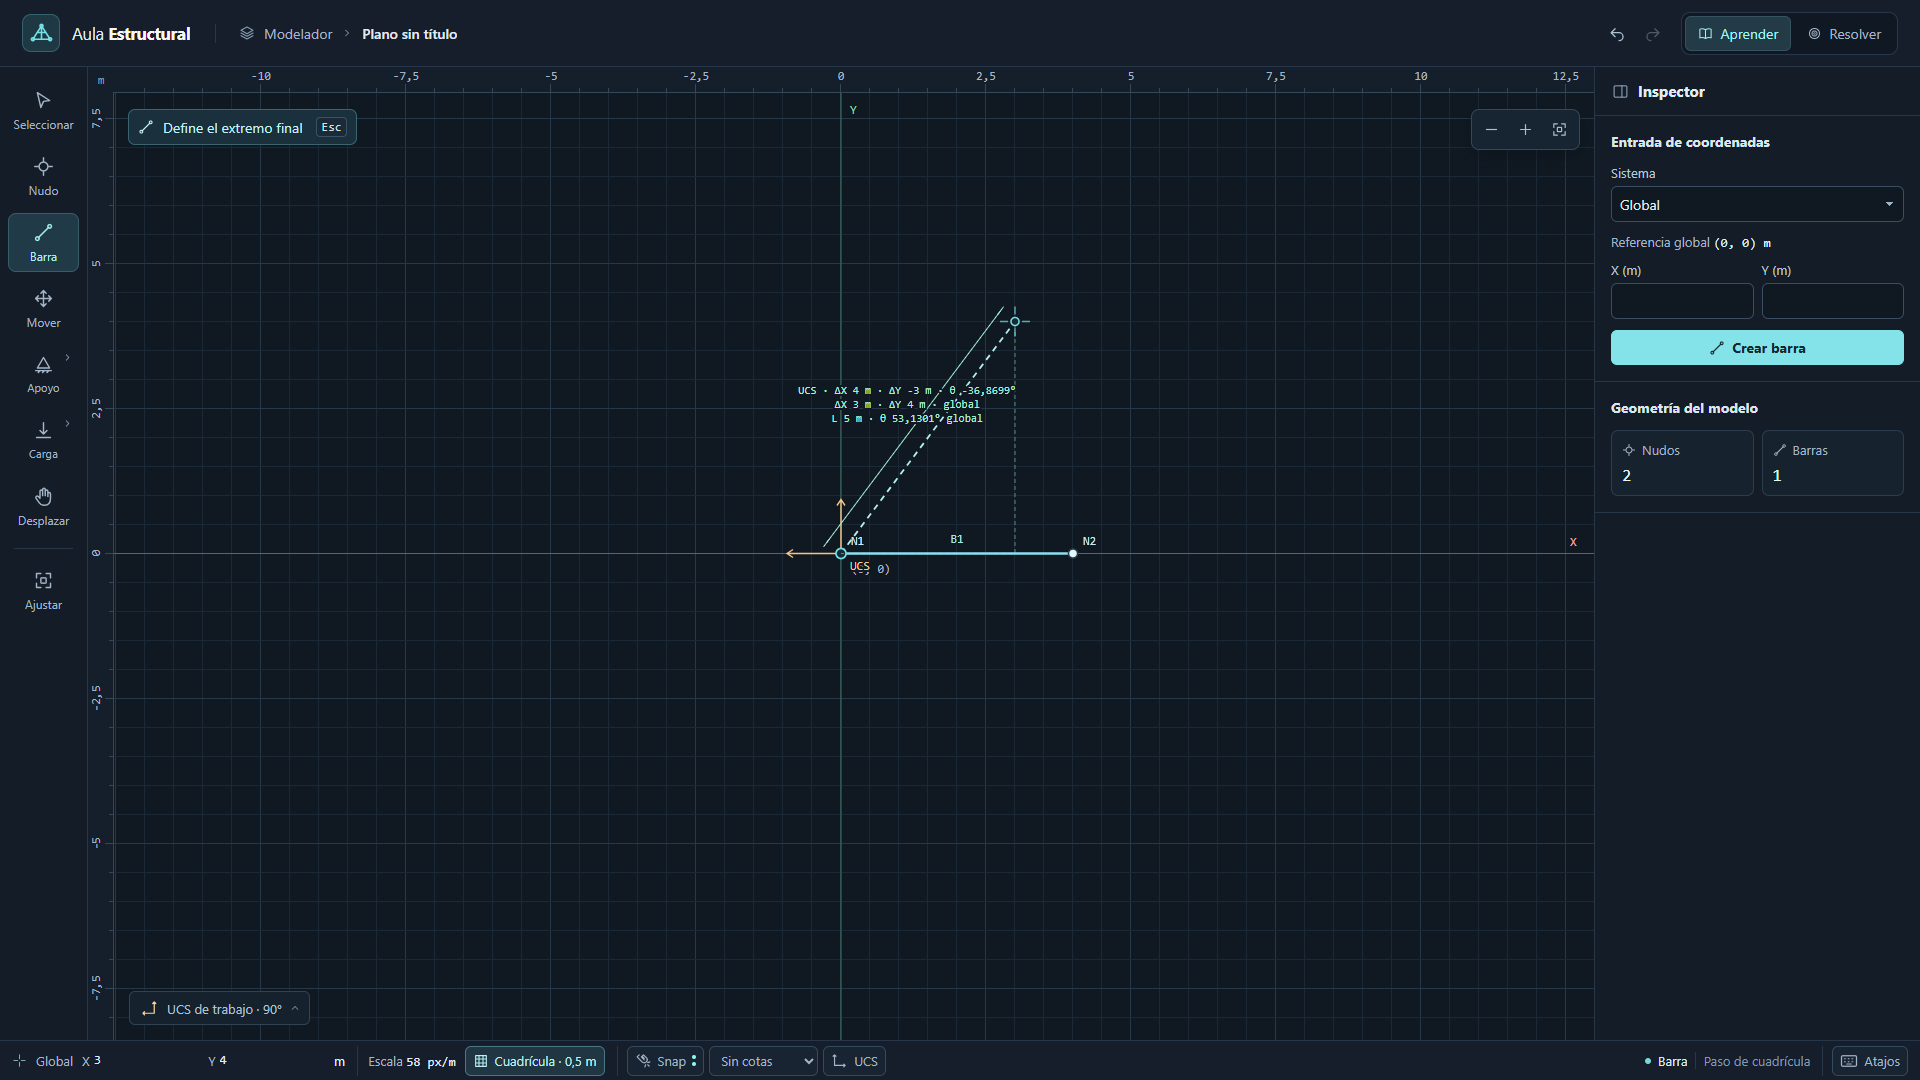 Aula Estructural
Modelador › Plano sin título
Aprender
Resolver
Seleccionar
Nudo
Barra
Mover
Apoyo
Carga
Desplazar
Ajustar
m
-10
-7,5
-5
-2,5
0
2,5
5
7,5
10
12,5
7,5
5
2,5
0
-2,5
-5
-7,5
Define el extremo final Esc
Y
UCS · ΔX 4 m · ΔY -3 m · θ -36,8699°
ΔX 3 m · ΔY 4 m · global
L 5 m · θ 53,1301° global
N1
B1
N2
X
UCS
0)
UCS de trabajo · 90°
Inspector
Entrada de coordenadas
Sistema
Global
Referencia global (0, 0) m
X (m)
Y (m)
Crear barra
Geometría del modelo
Nudos
2
Barras
1
Global X 3 Y 4 m
Escala 58 px/m
Cuadrícula · 0,5 m
Snap
Sin cotas
UCS
Barra
Paso de cuadrícula
Atajos